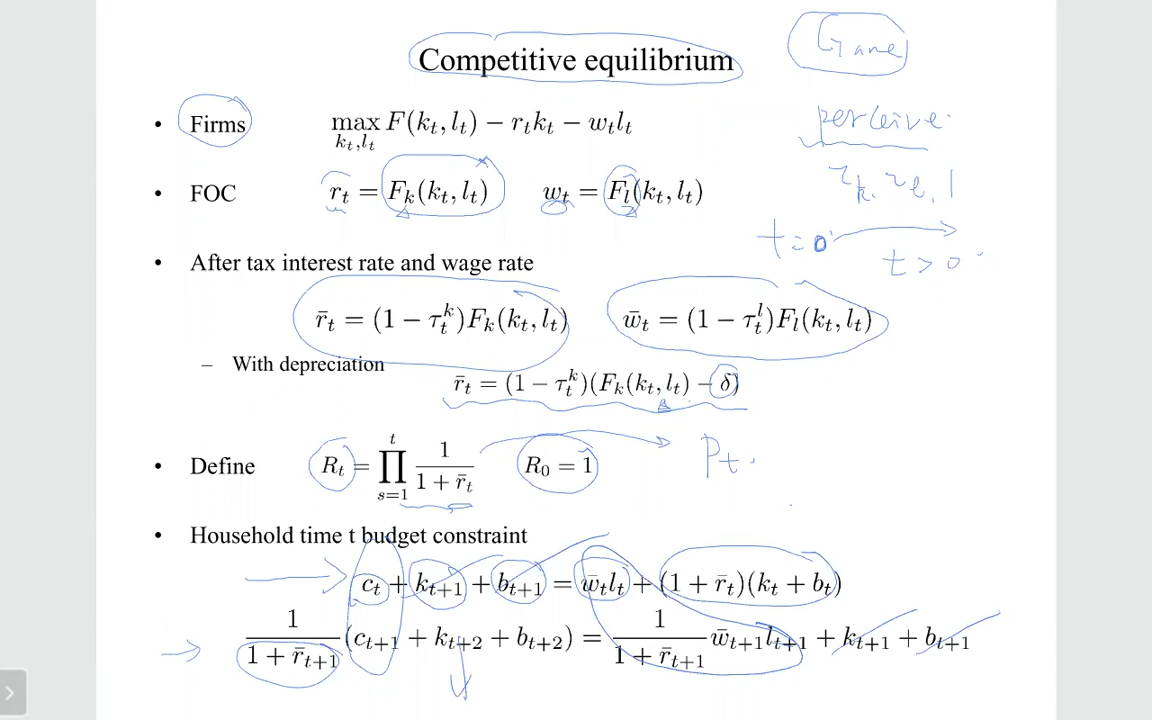 Competitive equilibrium
Game
• Firms max_{k_t,l_t} F(k_t, l_t) − r_t k_t − w_t l_t
perceive.
• FOC r_t = F_k(k_t, l_t) w_t = F_l(k_t, l_t)
τ_k. τ_l, 1
t=0 t>0
• After tax interest rate and wage rate
r̄_t = (1 − τ_t^k)F_k(k_t, l_t) w̄_t = (1 − τ_t^l)F_l(k_t, l_t)
– With depreciation
r̄_t = (1 − τ_t^k)(F_k(k_t, l_t) − δ)
• Define R_t = ∏_{s=1}^{t} 1/(1 + r̄_t) R_0 = 1 P_t.
• Household time t budget constraint
c_t + k_{t+1} + b_{t+1} = w̄_t l_t + (1 + r̄_t)(k_t + b_t)
1/(1 + r̄_{t+1}) (c_{t+1} + k_{t+2} + b_{t+2}) = 1/(1 + r̄_{t+1}) w̄_{t+1} l_{t+1} + k_{t+1} + b_{t+1}